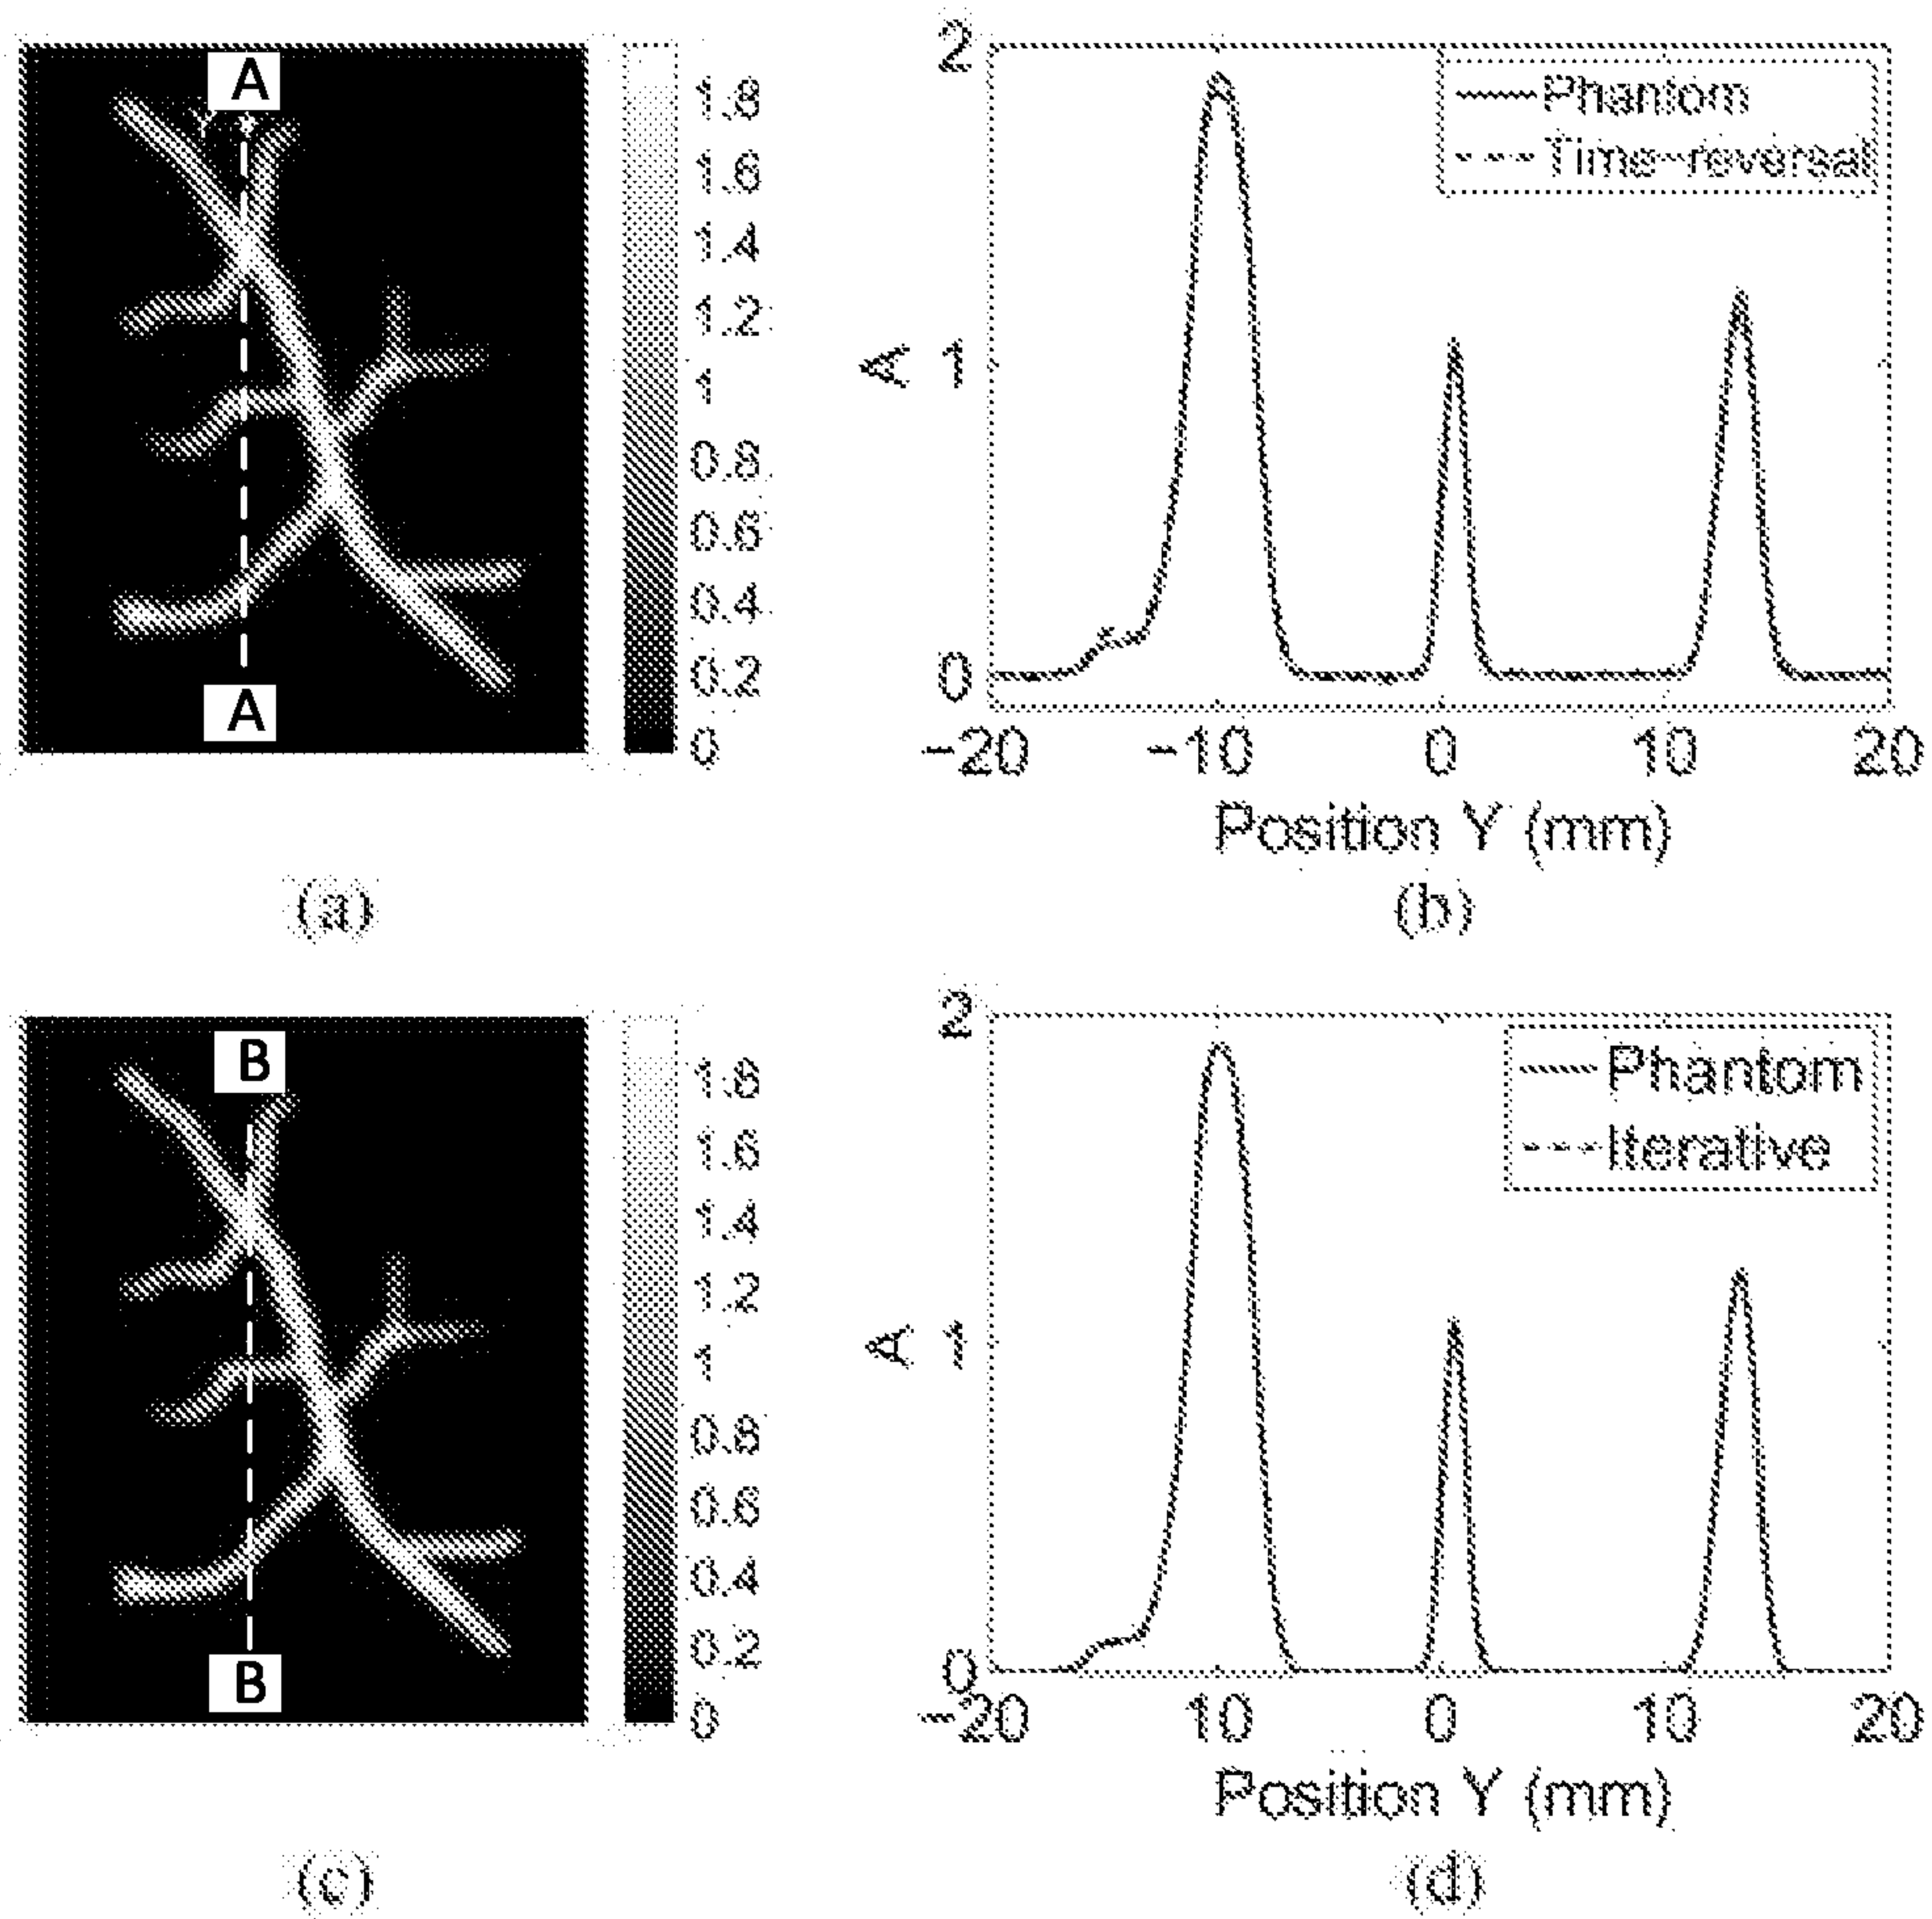 A
A
1.8
1.6
1.4
1.2
1
0.8
0.6
0.4
0.2
0
(a)
2
A 1
0
Phantom
Time-reversal
-20 -10 0 10 20
Position Y (mm)
(b)
B
B
1.8
1.6
1.4
1.2
1
0.8
0.6
0.4
0.2
0
(c)
2
A 1
0
Phantom
Iterative
-20 10 0 10 20
Position Y (mm)
(d)